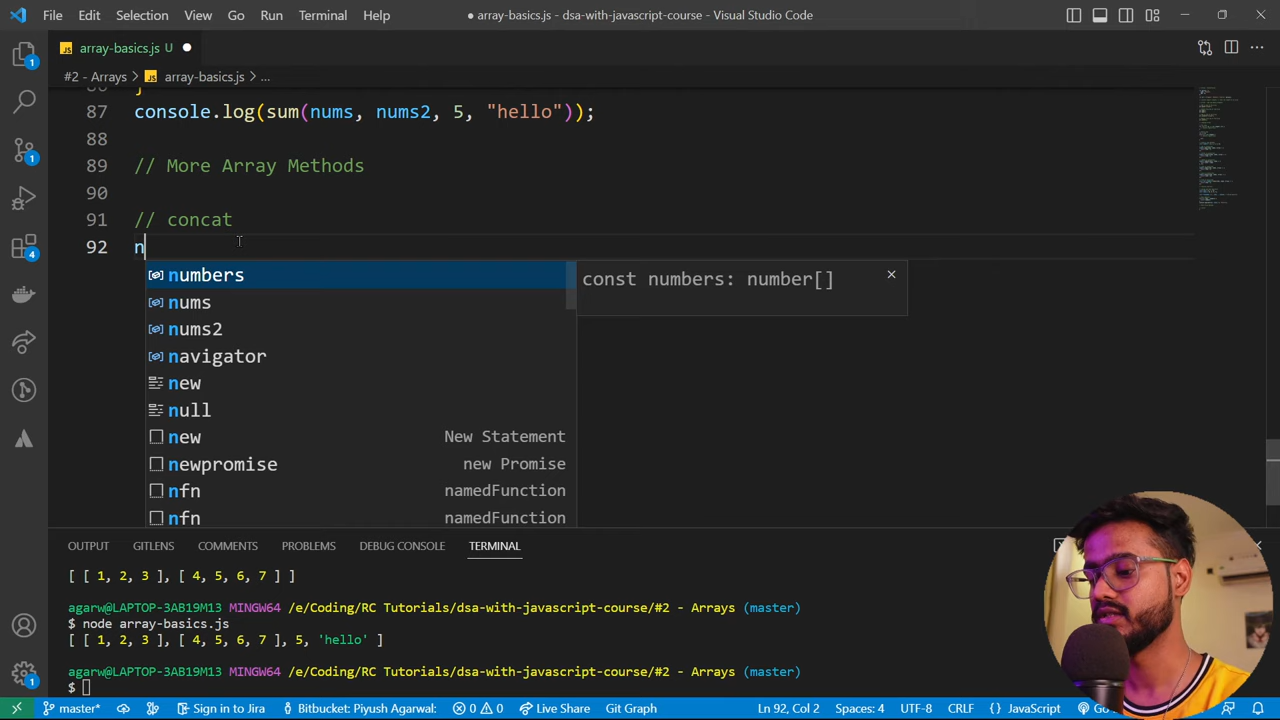 File Edit Selection View Go Run Terminal Help
● array-basics.js - dsa-with-javascript-course - Visual Studio Code
JS array-basics.js U ●
#2 - Arrays > JS array-basics.js > ...
87 console.log(sum(nums, nums2, 5, "hello"));
88
89 // More Array Methods
90
91 // concat
92 n
numbers
const numbers: number[]
nums
nums2
navigator
new
null
new New Statement
newpromise new Promise
nfn namedFunction
nfn namedFunction
OUTPUT GITLENS COMMENTS PROBLEMS DEBUG CONSOLE TERMINAL
[ [ 1, 2, 3 ], [ 4, 5, 6, 7 ] ]
agarw@LAPTOP-3AB19M13 MINGW64 /e/Coding/RC Tutorials/dsa-with-javascript-course/#2 - Arrays (master)
$ node array-basics.js
[ [ 1, 2, 3 ], [ 4, 5, 6, 7 ], 5, 'hello' ]
agarw@LAPTOP-3AB19M13 MINGW64 /e/Coding/RC Tutorials/dsa-with-javascript-course/#2 - Arrays (master)
$
1
1
4
1
master* Sign in to Jira Bitbucket: Piyush Agarwal: 0 0 Live Share Git Graph Ln 92, Col 2 Spaces: 4 UTF-8 CRLF {} JavaScript